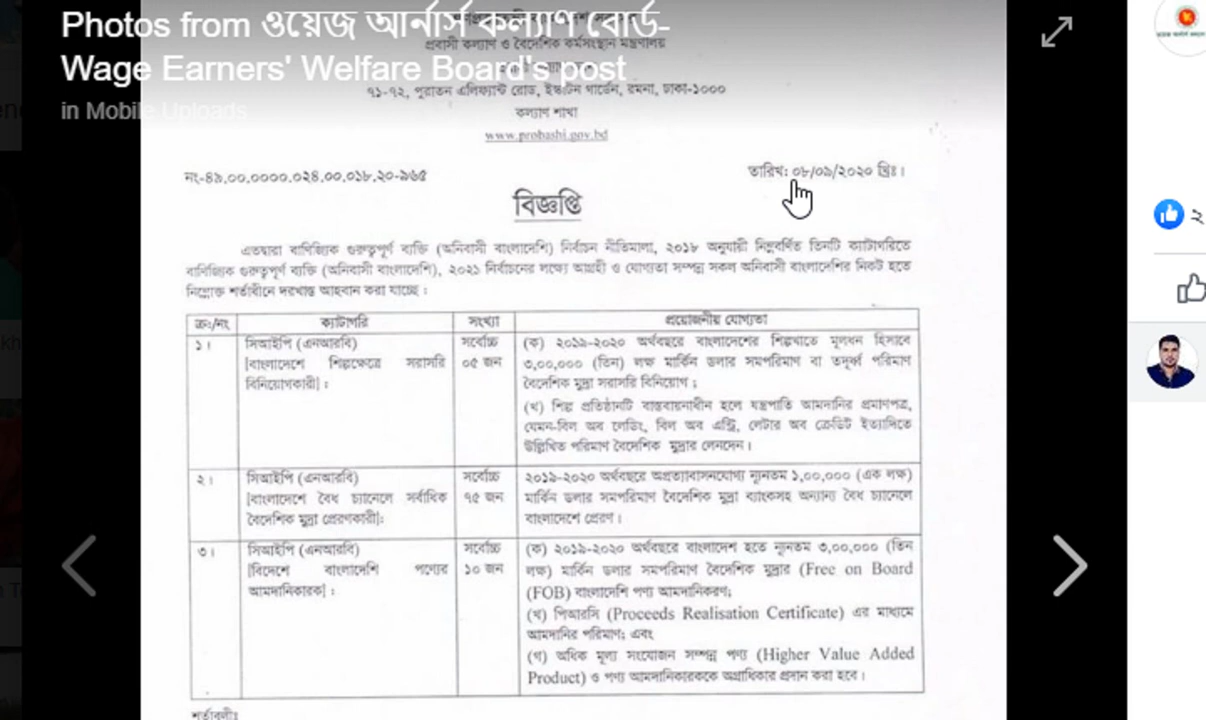 Photos from ওয়েজ আর্নার্স কল্যাণ বোর্ড-
Wage Earners' Welfare Board's post
in Mobile Uploads
প্রবাসী কল্যাণ ও বৈদেশিক কর্মসংস্থান মন্ত্রণালয়
৭১-৭২, পুরাতন এলিফ্যান্ট রোড, ইস্কাটন গার্ডেন, রমনা, ঢাকা-১০০০
কল্যাণ শাখা
www.probashi.gov.bd
নং-৪৯.০০.০০০০.০২৪.০০.০১৮.২০-৯৬৫
তারিখ: ০৮/০৯/২০২০ খ্রিঃ।
বিজ্ঞপ্তি
এতদ্বারা বাণিজ্যিক গুরুত্বপূর্ণ ব্যক্তি (অনিবাসী বাংলাদেশি) নির্বাচন নীতিমালা, ২০১৮ অনুযায়ী নিম্নবর্ণিত তিনটি ক্যাটাগরিতে
বাণিজ্যিক গুরুত্বপূর্ণ ব্যক্তি (অনিবাসী বাংলাদেশি), ২০২১ নির্বাচনের লক্ষ্যে আগ্রহী ও যোগ্যতা সম্পন্ন সকল অনিবাসী বাংলাদেশির নিকট হতে
নিম্নোক্ত শর্তাধীনে দরখাস্ত আহবান করা যাচ্ছে :
ক্রঃ/নং ক্যাটাগরি সংখ্যা প্রয়োজনীয় যোগ্যতা
১। সিআইপি (এনআরবি) সর্বোচ্চ (ক) ২০১৯-২০২০ অর্থবছরে বাংলাদেশের শিল্পখাতে মূলধন হিসাবে
[বাংলাদেশে শিল্পক্ষেত্রে সরাসরি ০৫ জন ৩,০০,০০০ (তিন) লক্ষ মার্কিন ডলার সমপরিমাণ বা তদূর্ধ্ব পরিমাণ
বিনিয়োগকারী] : বৈদেশিক মুদ্রা সরাসরি বিনিয়োগ;
(খ) শিল্প প্রতিষ্ঠানটি বাস্তবায়নাধীন হলে যন্ত্রপাতি আমদানির প্রমাণপত্র,
যেমন-বিল অব লেডিং, বিল অব এন্ট্রি, লেটার অব ক্রেডিট ইত্যাদিতে
উল্লিখিত পরিমাণ বৈদেশিক মুদ্রার লেনদেন।
২। সিআইপি (এনআরবি) সর্বোচ্চ ২০১৯-২০২০ অর্থবছরে অপ্রত্যাবাসনযোগ্য ন্যূনতম ১,০০,০০০ (এক লক্ষ)
[বাংলাদেশে বৈধ চ্যানেলে সর্বাধিক ৭৫ জন মার্কিন ডলার সমপরিমাণ বৈদেশিক মুদ্রা ব্যাংকসহ অন্যান্য বৈধ চ্যানেলে
বৈদেশিক মুদ্রা প্রেরণকারী]: বাংলাদেশে প্রেরণ।
৩। সিআইপি (এনআরবি) সর্বোচ্চ (ক) ২০১৯-২০২০ অর্থবছরে বাংলাদেশ হতে ন্যূনতম ৩,০০,০০০ (তিন
[বিদেশে বাংলাদেশি পণ্যের ১০ জন লক্ষ) মার্কিন ডলার সমপরিমাণ বৈদেশিক মুদ্রার (Free on Board
আমদানিকারক] : (FOB) বাংলাদেশি পণ্য আমদানিকরণ;
(খ) পিআরসি (Proceeds Realisation Certificate) এর মাধ্যমে
আমদানির পরিমাণ; এবং
(গ) অধিক মূল্য সংযোজন সম্পন্ন পণ্য (Higher Value Added
Product) ও পণ্য আমদানিকারককে অগ্রাধিকার প্রদান করা হবে।
শর্তাবলীঃ
২